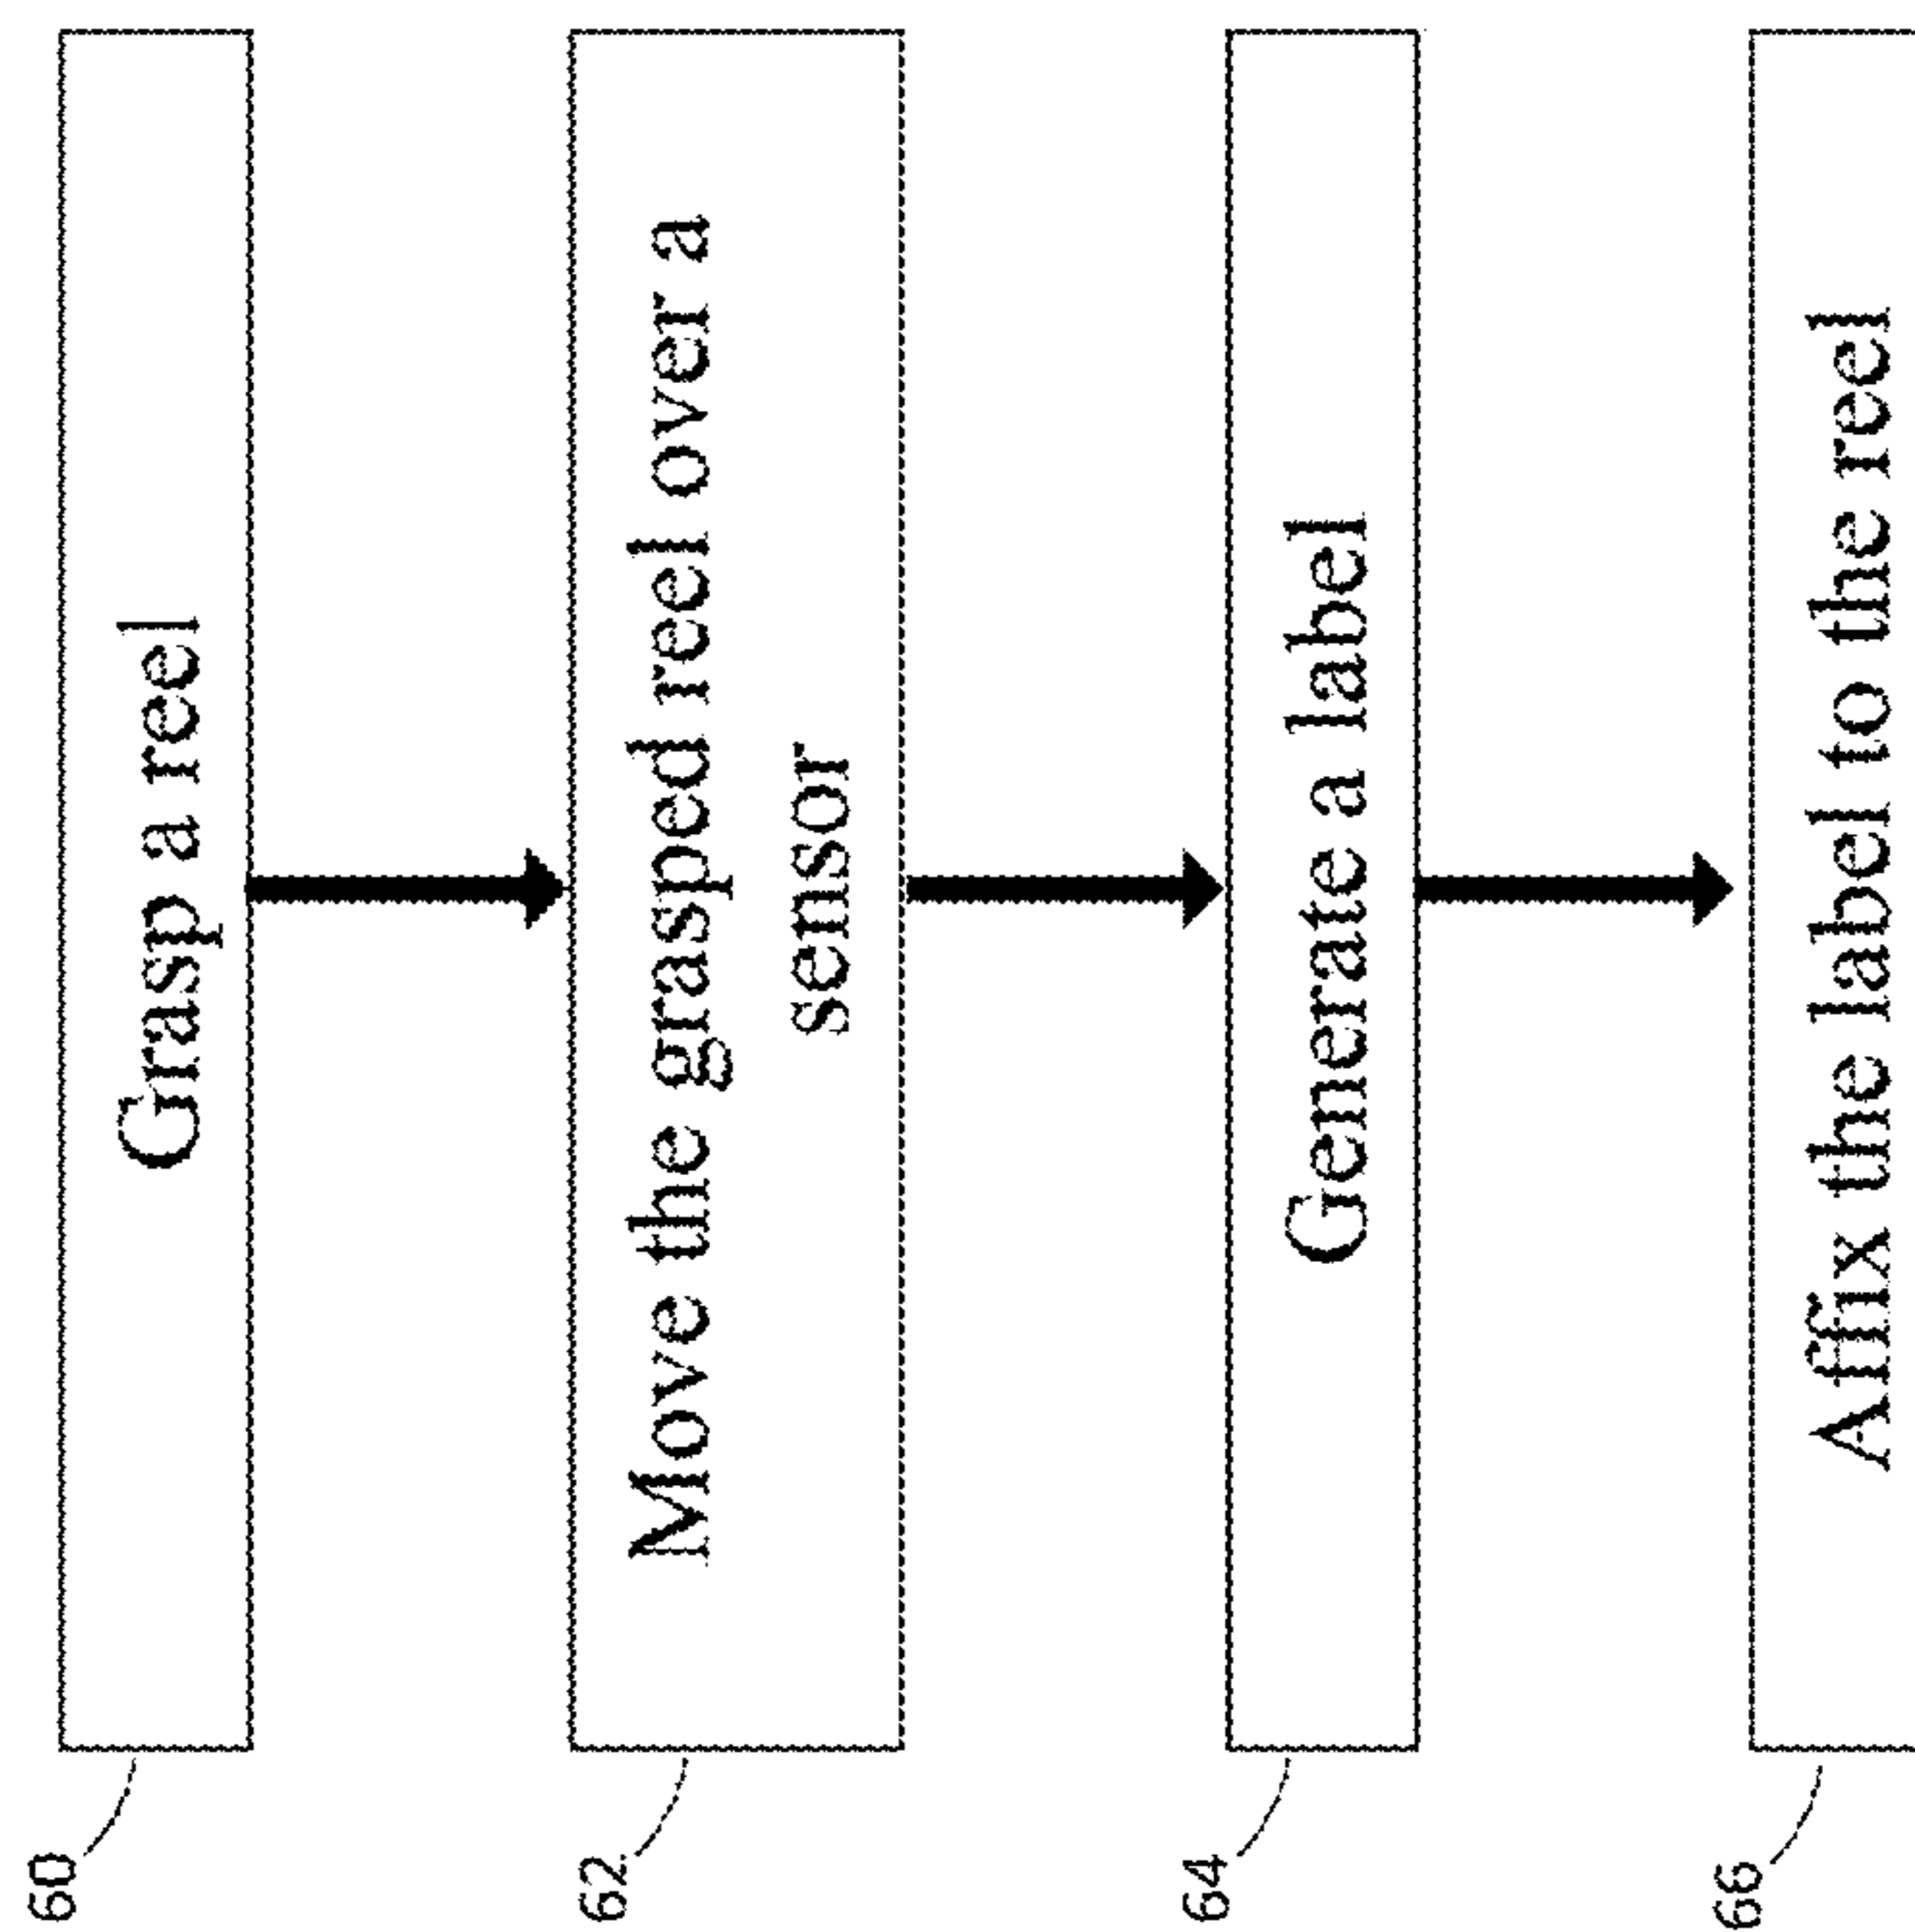 60
Grasp a reel
62
Move the grasped reel over a
sensor
64
Generate a label
66
Affix the label to the reel